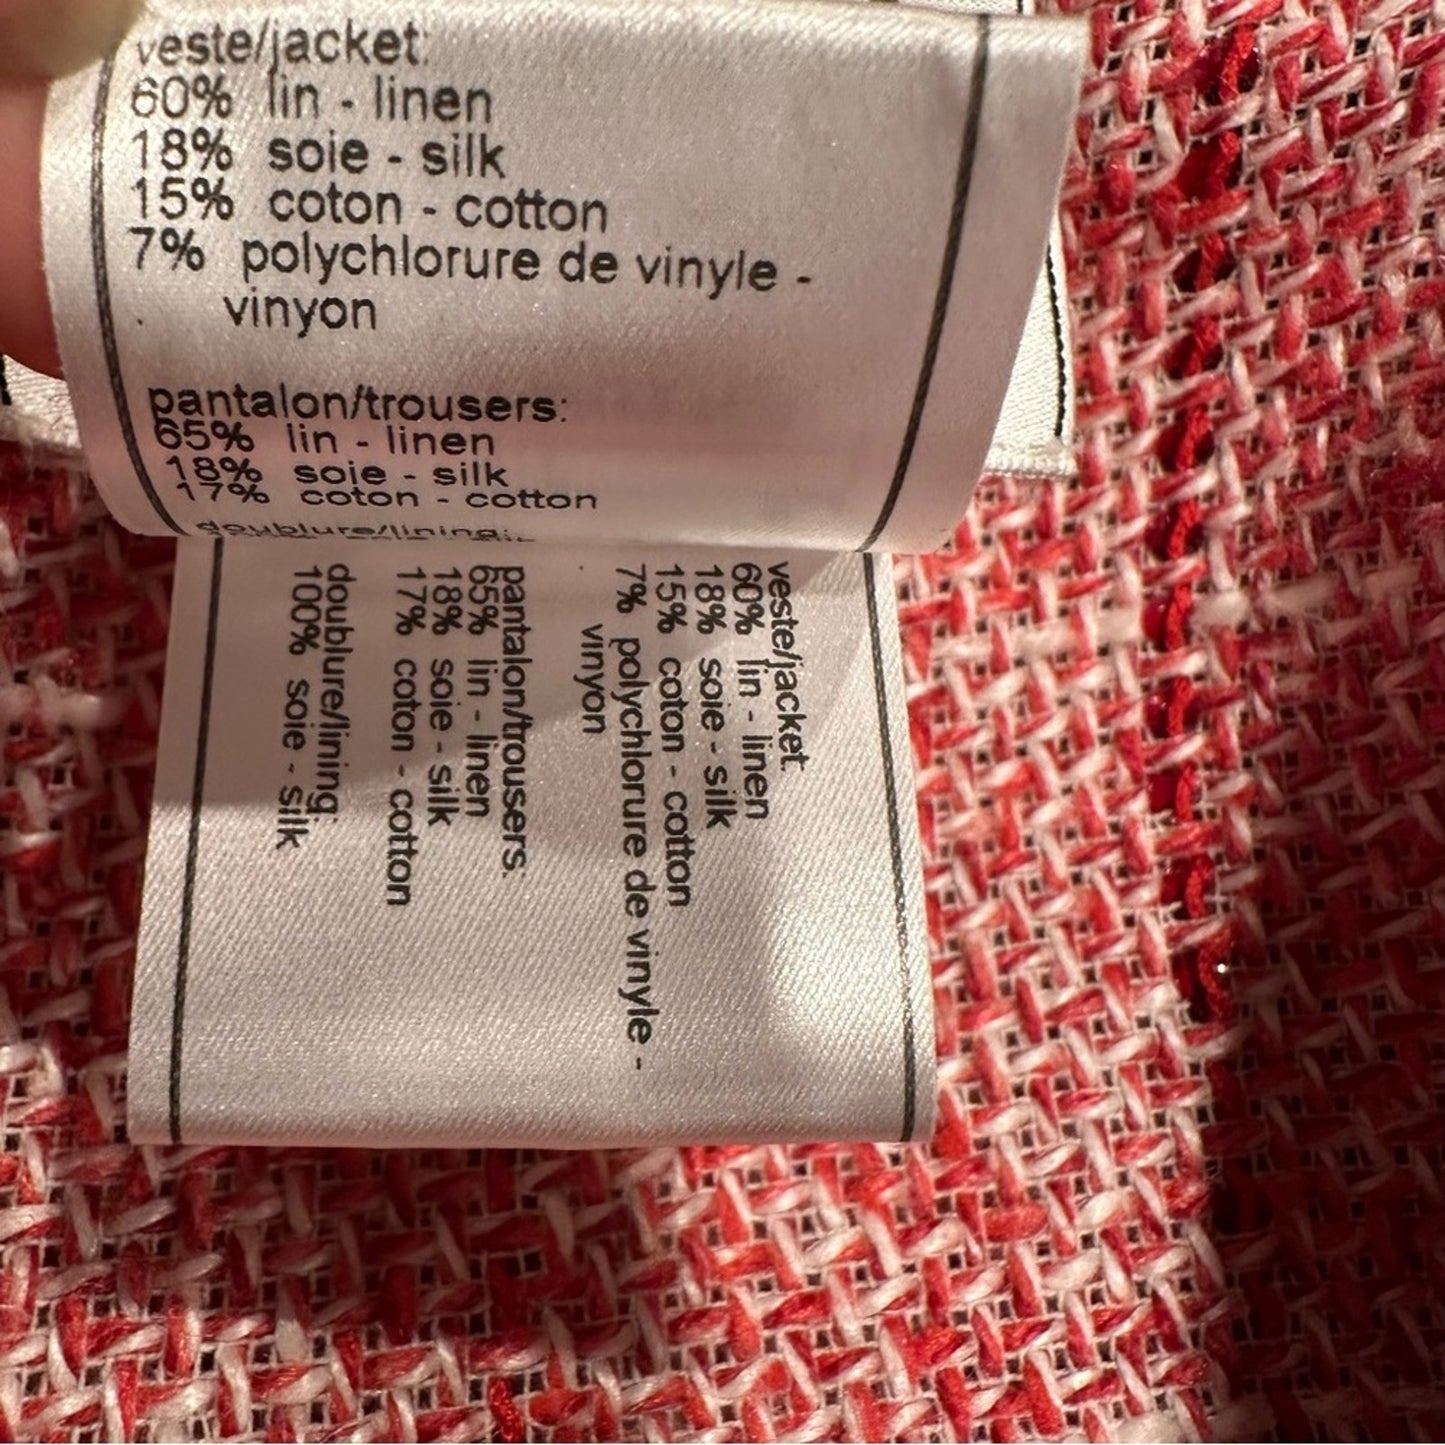 veste/jacket:
60% lin - linen
18% soie - silk
15% coton - cotton
7% polychlorure de vinyle -
vinyon
pantalon/trousers:
65% lin - linen
18% soie - silk
17% coton - cotton
doublure/lining:
veste/jacket:
60% lin - linen
18% soie - silk
15% coton - cotton
7% polychlorure de vinyle -
vinyon
pantalon/trousers:
65% lin - linen
18% soie - silk
17% coton - cotton
doublure/lining:
100% soie - silk